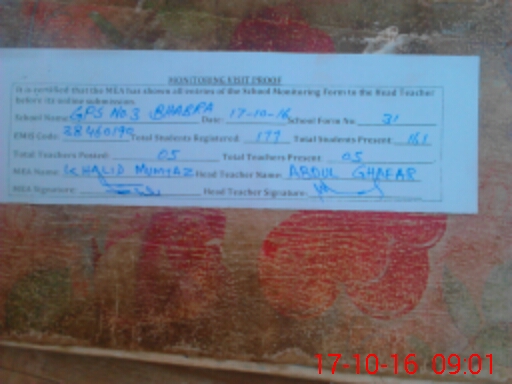 MONITORING VISIT PROOF
It is certified that the MEA has shown all entries of the School Monitoring Form to the Head Teacher
before its online submission.
School Name: GPS NO 3 BHARPA Date: 17-10-16 School Form No 31
EMIS Code: 38460190 Total Students Registered: 177 Total Students Present: 161
Total Teachers Posted: 05 Total Teachers Present: 05
MEA Name: KHALID MUMTAZ Head Teacher Name: ABDUL GHAFAR
MEA Signature: Head Teacher Signature:
17-10-16 09:01